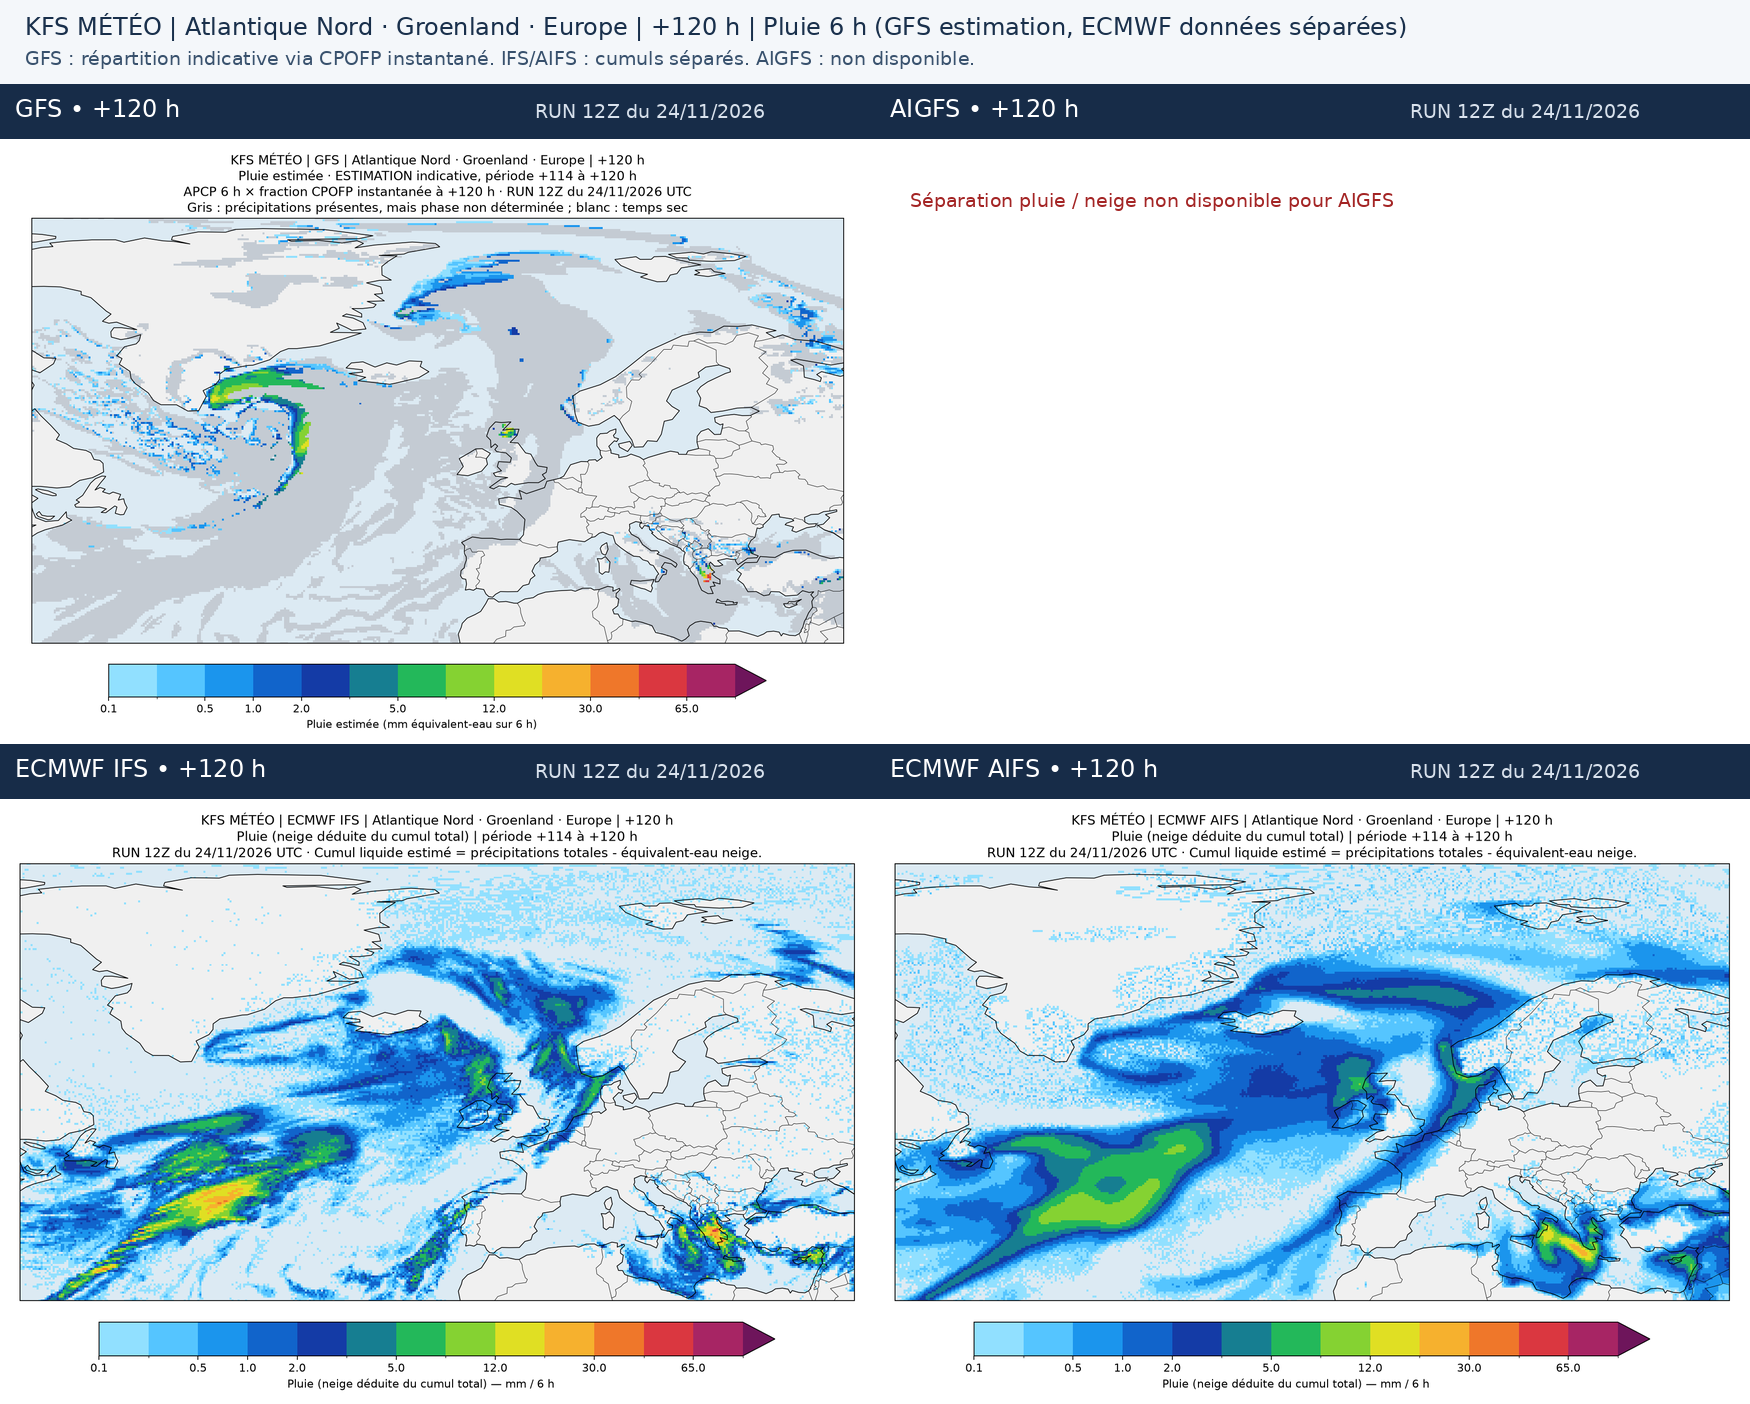 KFS MÉTÉO | Atlantique Nord · Groenland · Europe | +120 h | Pluie 6 h (GFS estimation, ECMWF données séparées)
GFS : répartition indicative via CPOFP instantané. IFS/AIFS : cumuls séparés. AIGFS : non disponible.
GFS • +120 h
RUN 12Z du 24/11/2026
AIGFS • +120 h
RUN 12Z du 24/11/2026
KFS MÉTÉO | GFS | Atlantique Nord · Groenland · Europe | +120 h
Pluie estimée · ESTIMATION indicative, période +114 à +120 h
APCP 6 h × fraction CPOFP instantanée à +120 h · RUN 12Z du 24/11/2026 UTC
Gris : précipitations présentes, mais phase non déterminée ; blanc : temps sec
Séparation pluie / neige non disponible pour AIGFS
0.1 0.5 1.0 2.0 5.0 12.0 30.0 65.0
Pluie estimée (mm équivalent-eau sur 6 h)
ECMWF IFS • +120 h
RUN 12Z du 24/11/2026
ECMWF AIFS • +120 h
RUN 12Z du 24/11/2026
KFS MÉTÉO | ECMWF IFS | Atlantique Nord · Groenland · Europe | +120 h
Pluie (neige déduite du cumul total) | période +114 à +120 h
RUN 12Z du 24/11/2026 UTC · Cumul liquide estimé = précipitations totales - équivalent-eau neige.
KFS MÉTÉO | ECMWF AIFS | Atlantique Nord · Groenland · Europe | +120 h
Pluie (neige déduite du cumul total) | période +114 à +120 h
RUN 12Z du 24/11/2026 UTC · Cumul liquide estimé = précipitations totales - équivalent-eau neige.
0.1 0.5 1.0 2.0 5.0 12.0 30.0 65.0
Pluie (neige déduite du cumul total) — mm / 6 h
0.1 0.5 1.0 2.0 5.0 12.0 30.0 65.0
Pluie (neige déduite du cumul total) — mm / 6 h